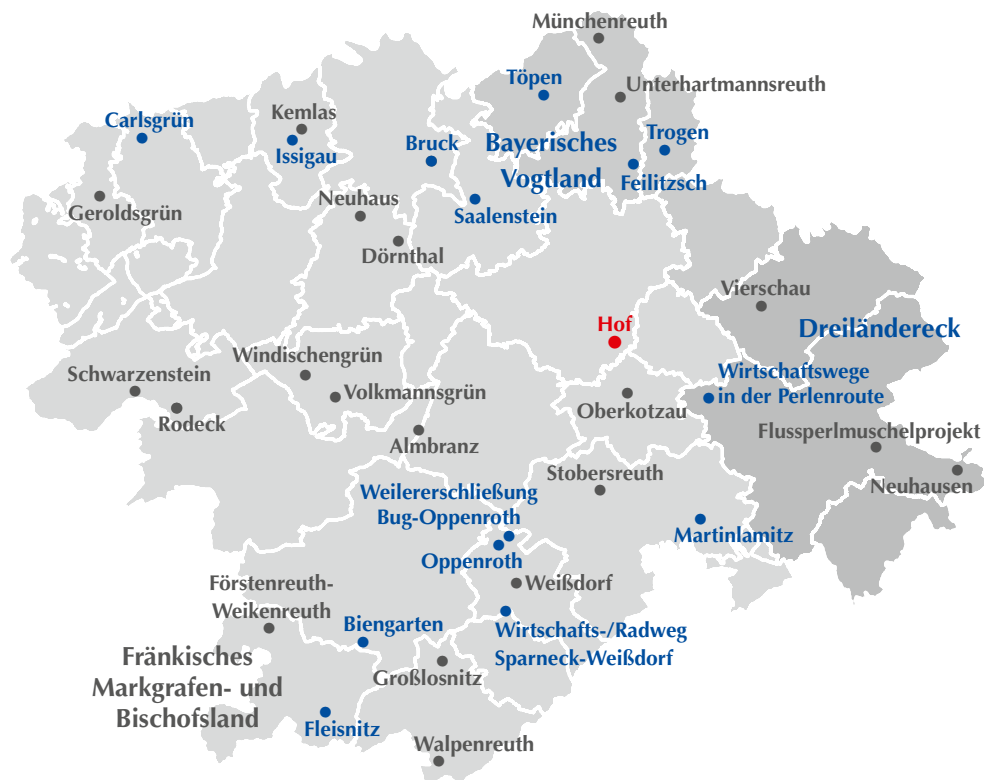 Münchenreuth
Töpen
Unterhartmannsreuth
Kemlas
Carlsgrün
Issigau
Bruck
Bayerisches
Vogtland
Trogen
Feilitzsch
Geroldsgrün
Neuhaus
Saalenstein
Dörnthal
Vierschau
Hof
Dreiländereck
Windischengrün
Schwarzenstein
Volkmannsgrün
Rodeck
Almbranz
Oberkotzau
Wirtschaftswege
in der Perlenroute
Flussperlmuschelprojekt
Neuhausen
Stobersreuth
Weilererschließung
Bug-Oppenroth
Oppenroth
Martinlamitz
Weißdorf
Förstenreuth-
Weikenreuth
Biengarten
Wirtschafts-/Radweg
Sparneck-Weißdorf
Fränkisches
Markgrafen- und
Bischofsland
Großlosnitz
Fleisnitz
Walpenreuth